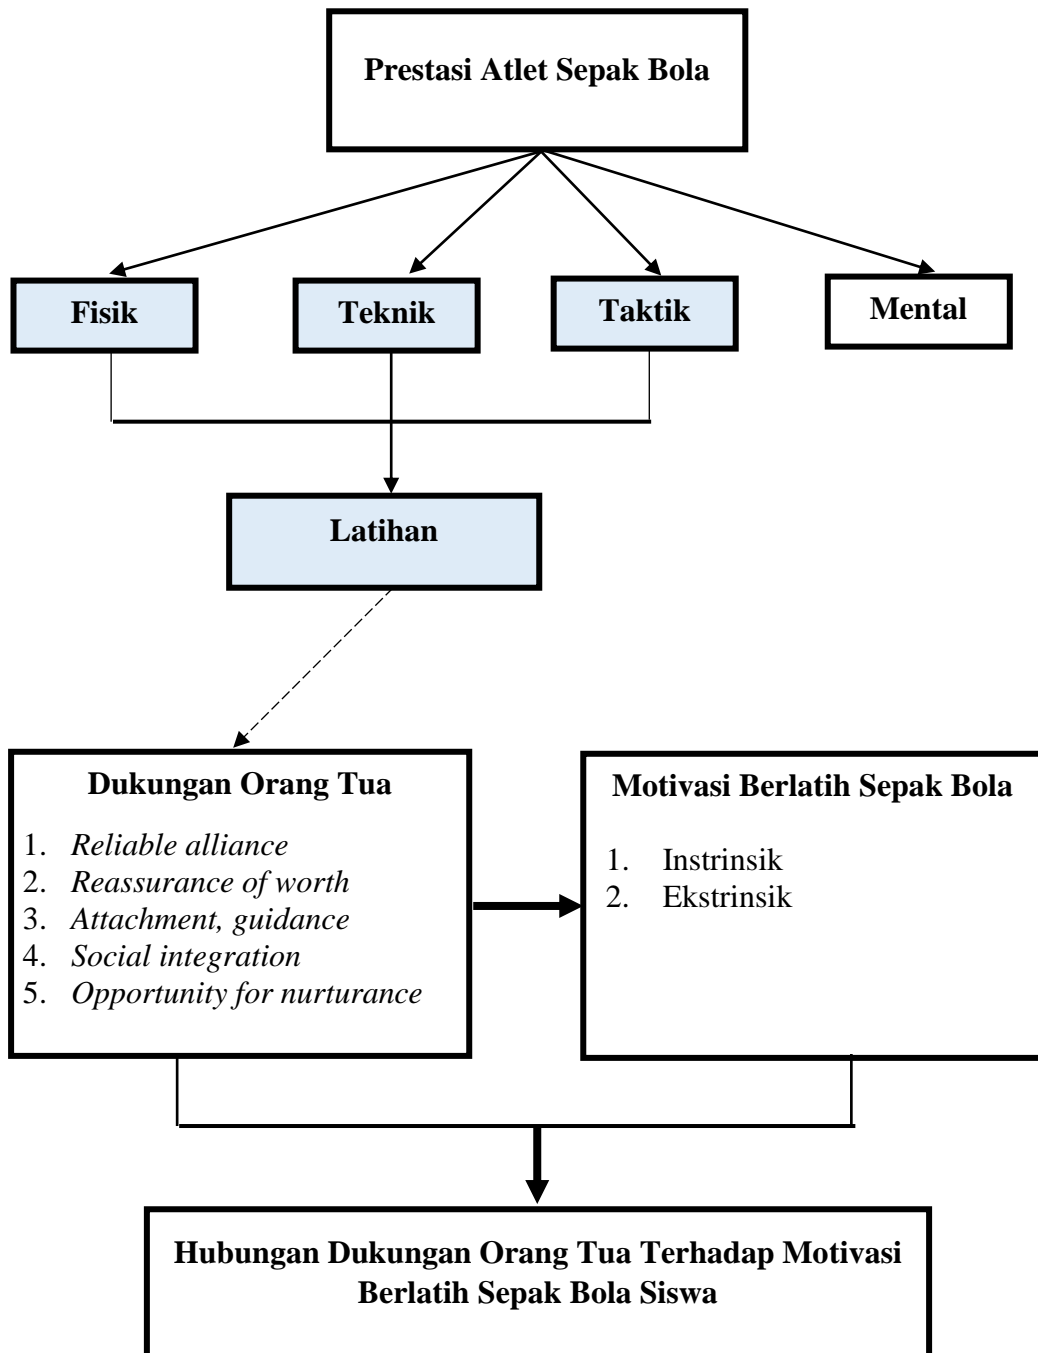 Prestasi Atlet Sepak Bola
Fisik
Teknik
Taktik
Mental
Latihan
Dukungan Orang Tua
1. Reliable alliance
2. Reassurance of worth
3. Attachment, guidance
4. Social integration
5. Opportunity for nurturance
Motivasi Berlatih Sepak Bola
1. Instrinsik
2. Ekstrinsik
Hubungan Dukungan Orang Tua Terhadap Motivasi
Berlatih Sepak Bola Siswa